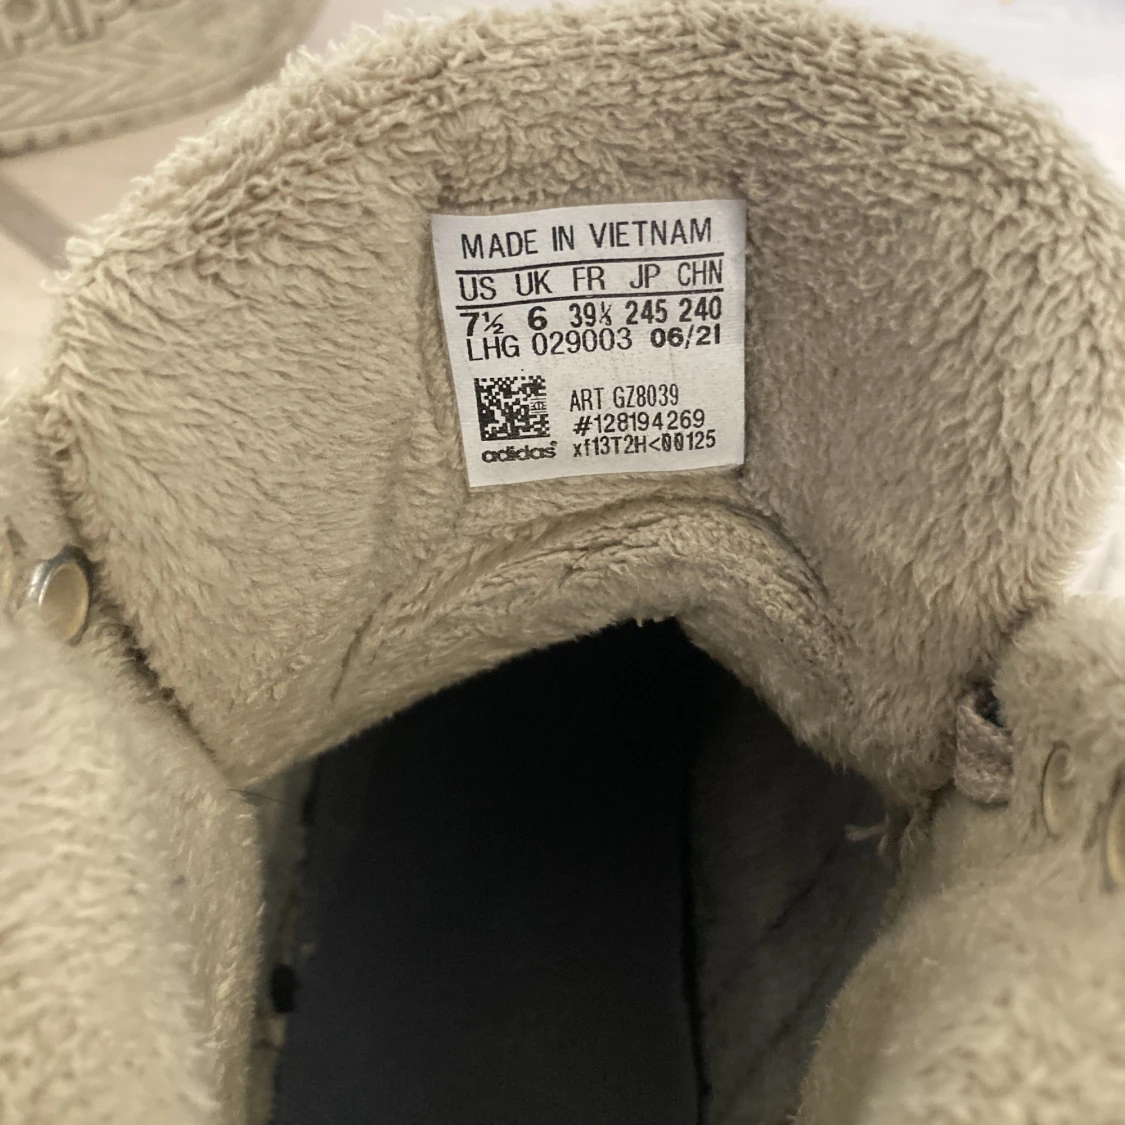 MADE IN VIETNAM
US UK FR JP CHN
7½ 6 39⅓ 245 240
LHG 029003 06/21
ART GZ8039
#128194269
xf13T2H<00125
adidas